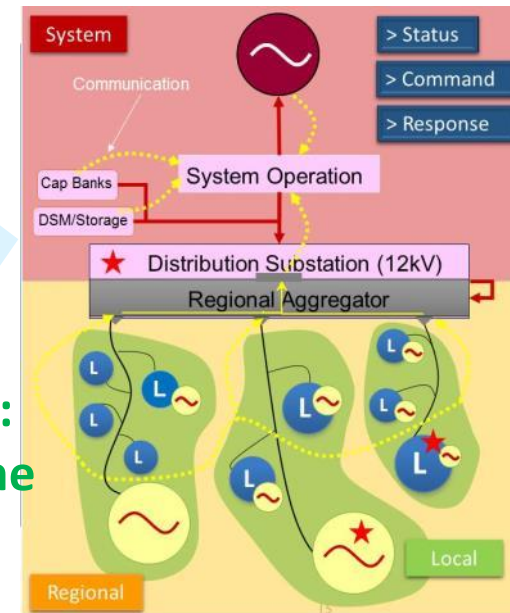 System
> Status
> Command
> Response
Communication
System Operation
Cap Banks
DSM/Storage
Distribution Substation (12kV)
Regional Aggregator
L
L
L
L
L
L
L
L
L
:
ne
Regional
Local